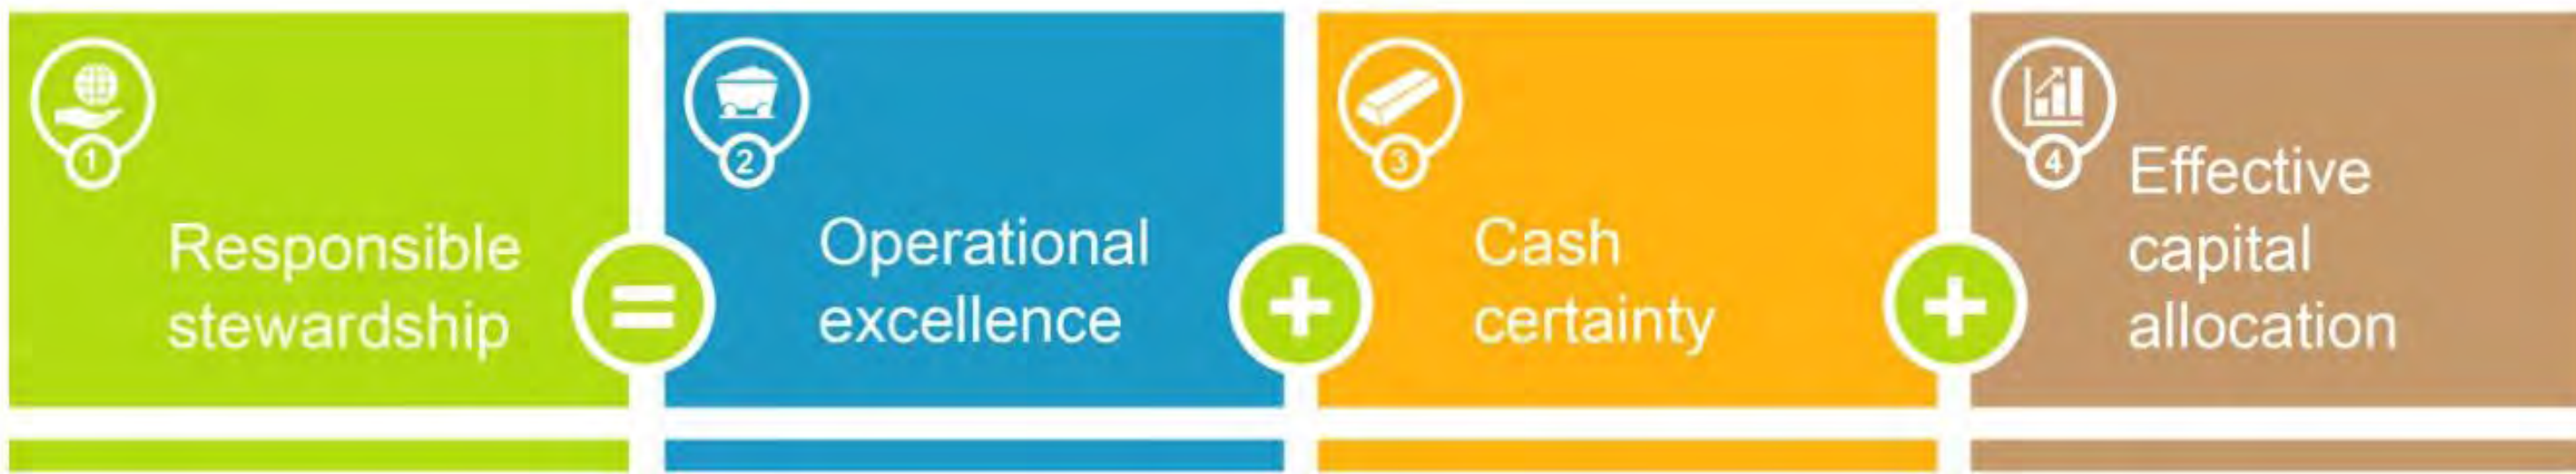 1
Responsible
stewardship
=
2
Operational
excellence
+
3
Cash
certainty
+
4
Effective
capital
allocation